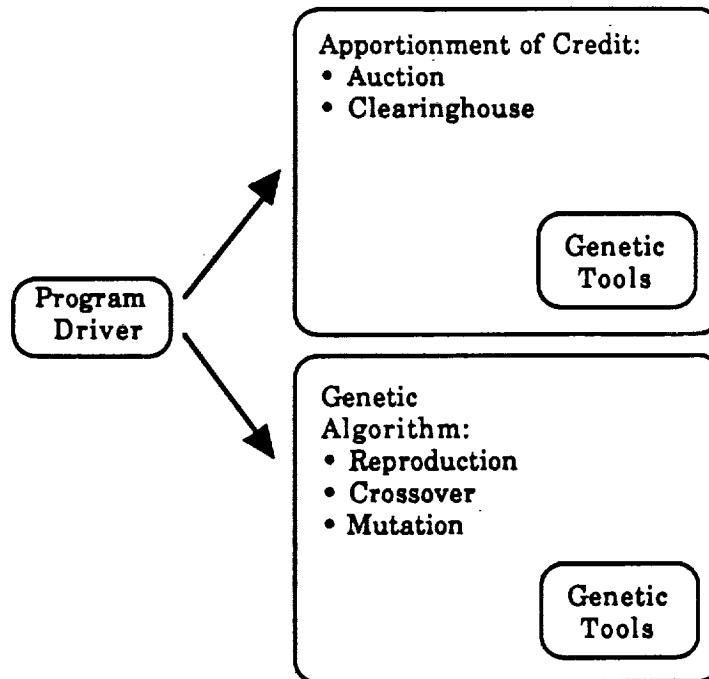 Apportionment of Credit:
• Auction
• Clearinghouse
Genetic
Tools
Program
Driver
Genetic
Algorithm:
• Reproduction
• Crossover
• Mutation
Genetic
Tools